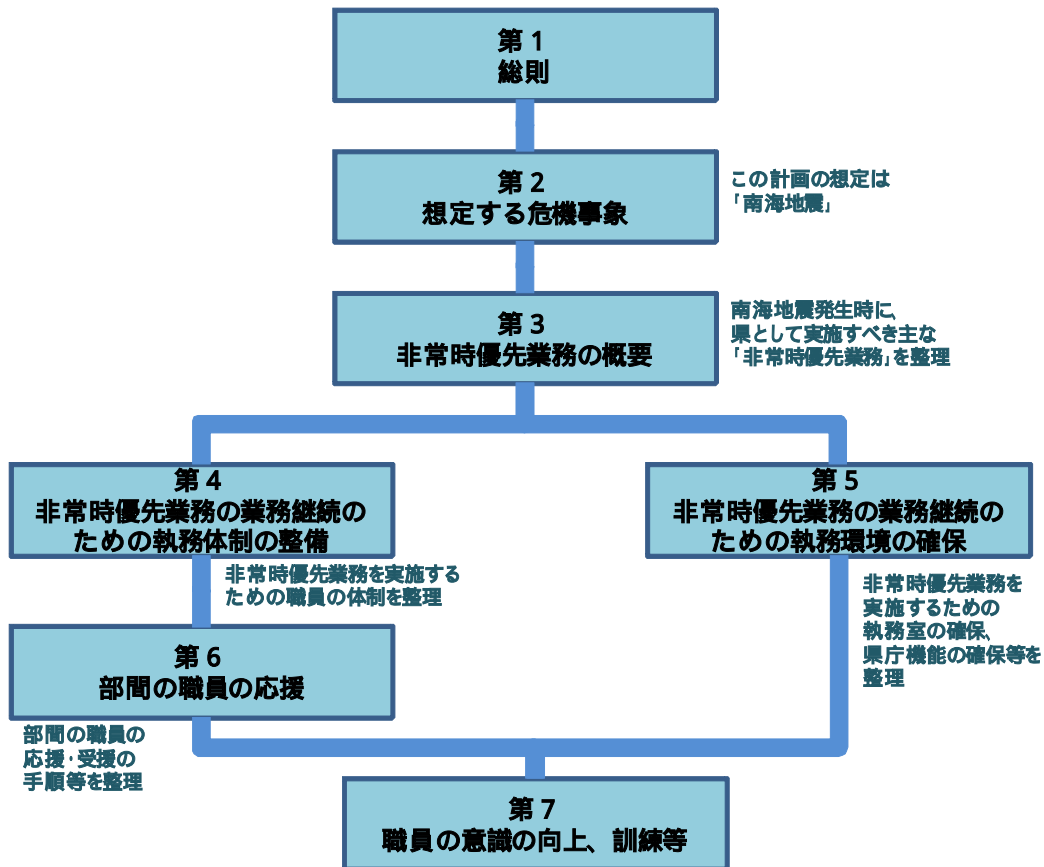 第1
総則
第2
想定する危機事象
この計画の想定は
「南海地震」
第3
非常時優先業務の概要
南海地震発生時に、
県として実施すべき主な
「非常時優先業務」を整理
第4
非常時優先業務の業務継続の
ための執務体制の整備
第5
非常時優先業務の業務継続の
ための執務環境の確保
非常時優先業務を実施する
ための職員の体制を整理
非常時優先業務を
実施するための
執務室の確保、
県庁機能の確保等を
整理
第6
部間の職員の応援
部間の職員の
応援・受援の
手順等を整理
第7
職員の意識の向上、訓練等